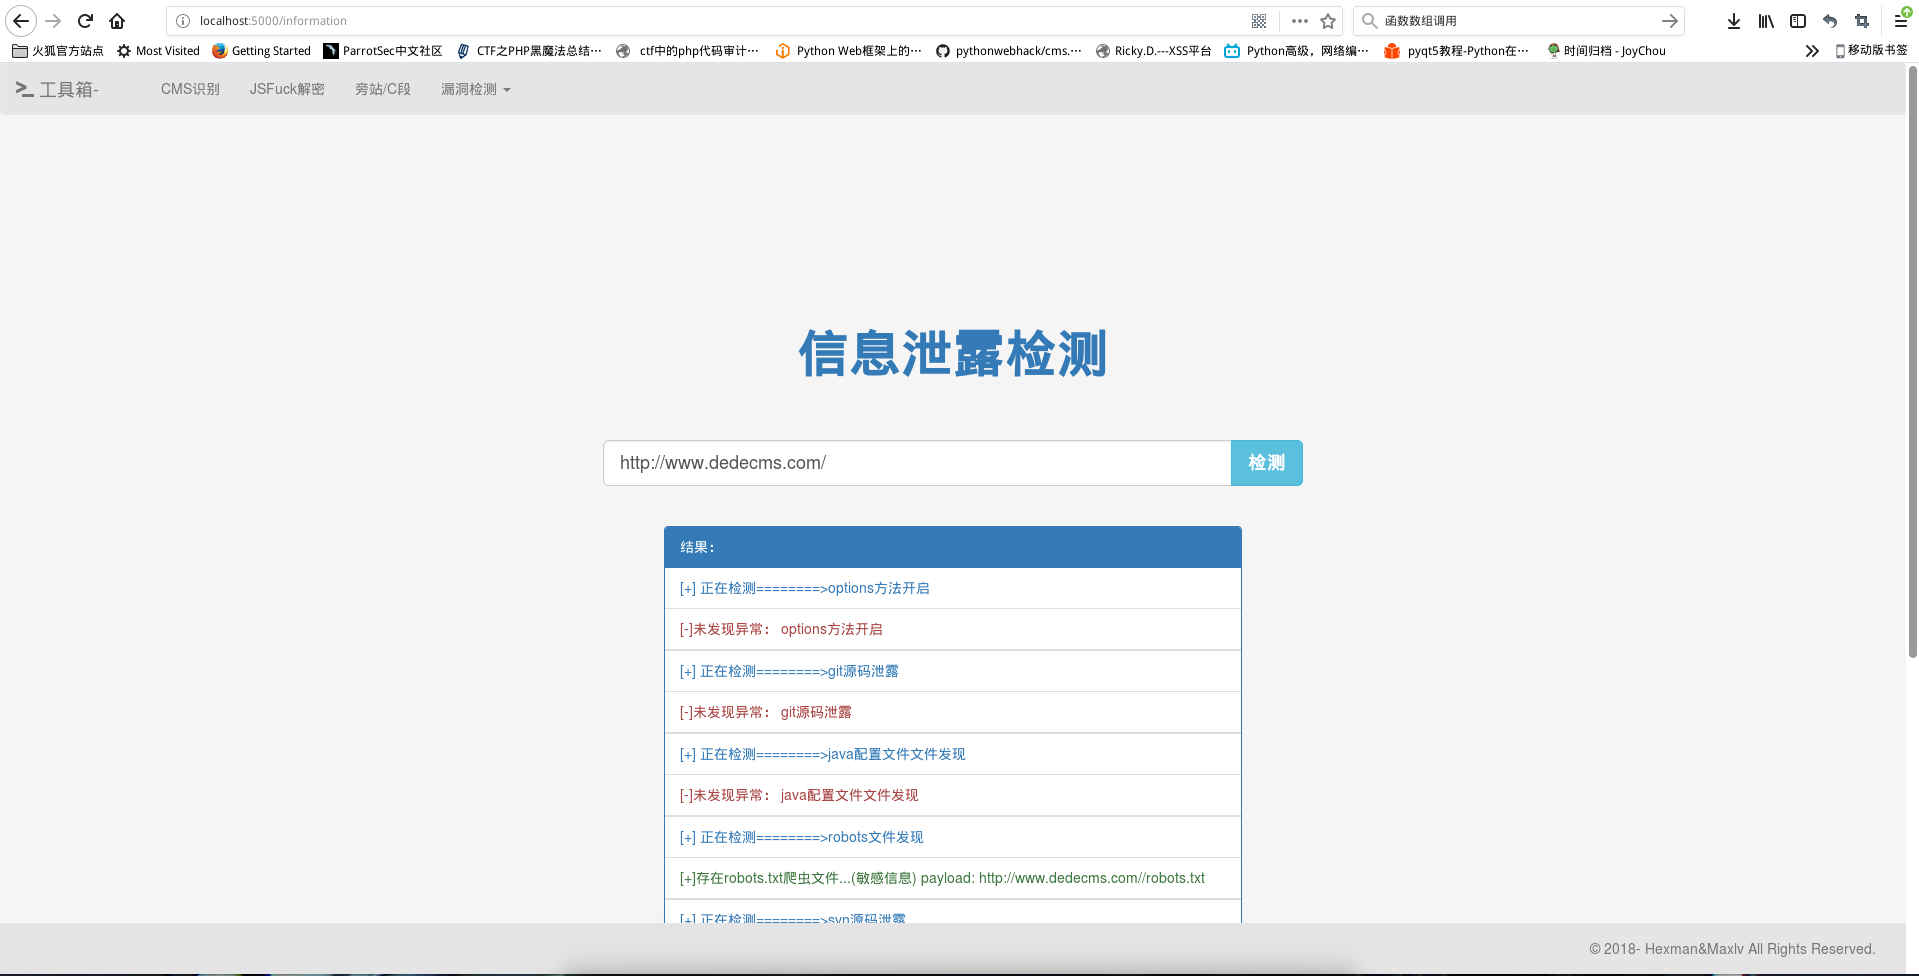 localhost:5000/information
函数数组调用
火狐官方站点 Most Visited Getting Started ParrotSec中文社区 CTF之PHP黑魔法总结… ctf中的php代码审计… Python Web框架上的… pythonwebhack/cms.… Ricky.D.---XSS平台 Python高级，网络编… pyqt5教程-Python在… 时间归档 - JoyChou 移动版书签
工具箱- CMS识别 JSFuck解密 旁站/C段 漏洞检测
信息泄露检测
http://www.dedecms.com/ 检测
结果:
[+] 正在检测========>options方法开启
[-]未发现异常: options方法开启
[+] 正在检测========>git源码泄露
[-]未发现异常: git源码泄露
[+] 正在检测========>java配置文件文件发现
[-]未发现异常: java配置文件文件发现
[+] 正在检测========>robots文件发现
[+]存在robots.txt爬虫文件...(敏感信息) payload: http://www.dedecms.com//robots.txt
[+] 正在检测========>svn源码泄露
© 2018- Hexman&Maxlv All Rights Reserved.